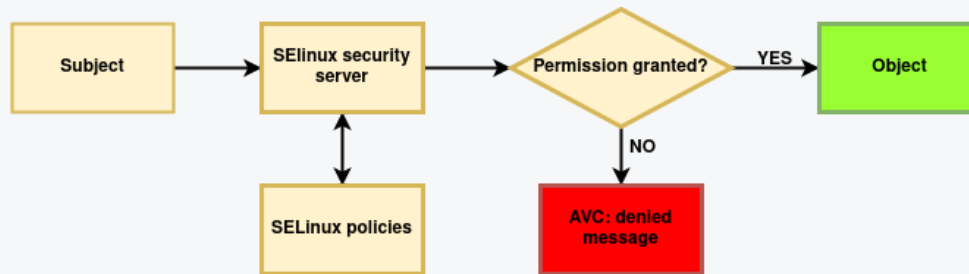 Subject
SElinux security
server
Permission granted?
YES
Object
NO
SELinux policies
AVC: denied
message